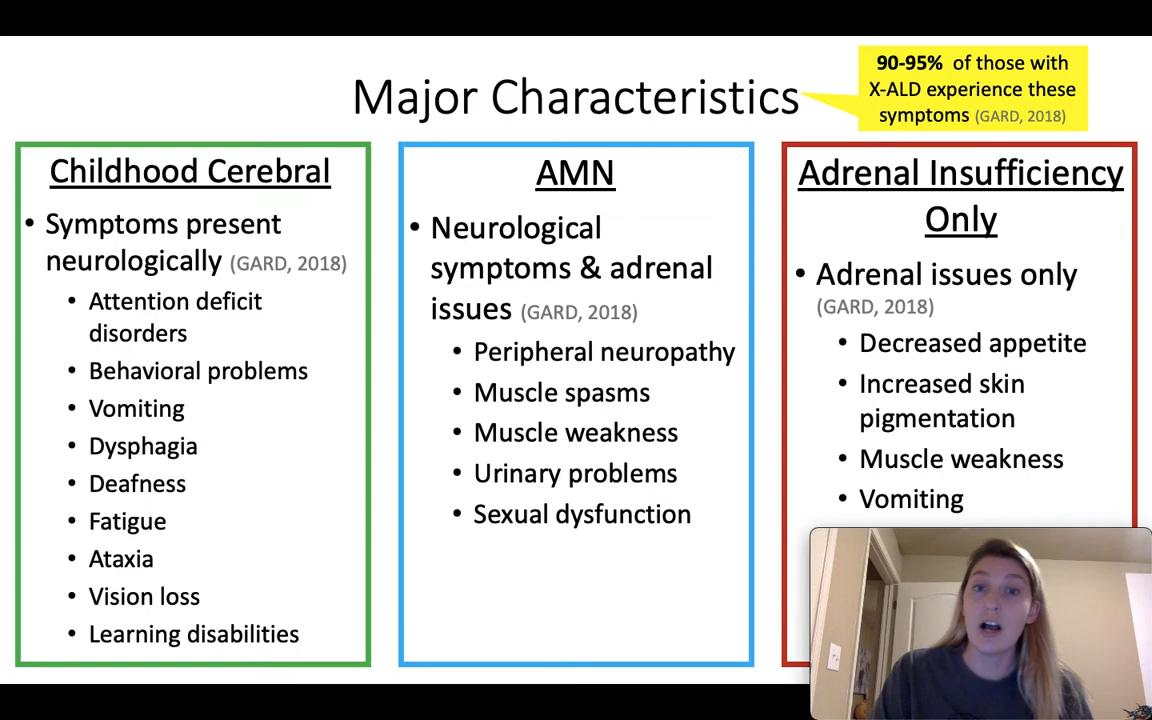 Major Characteristics
90-95% of those with
X-ALD experience these
symptoms (GARD, 2018)
Childhood Cerebral
• Symptoms present
neurologically (GARD, 2018)
• Attention deficit
disorders
• Behavioral problems
• Vomiting
• Dysphagia
• Deafness
• Fatigue
• Ataxia
• Vision loss
• Learning disabilities
AMN
• Neurological
symptoms & adrenal
issues (GARD, 2018)
• Peripheral neuropathy
• Muscle spasms
• Muscle weakness
• Urinary problems
• Sexual dysfunction
Adrenal Insufficiency
Only
• Adrenal issues only
(GARD, 2018)
• Decreased appetite
• Increased skin
pigmentation
• Muscle weakness
• Vomiting